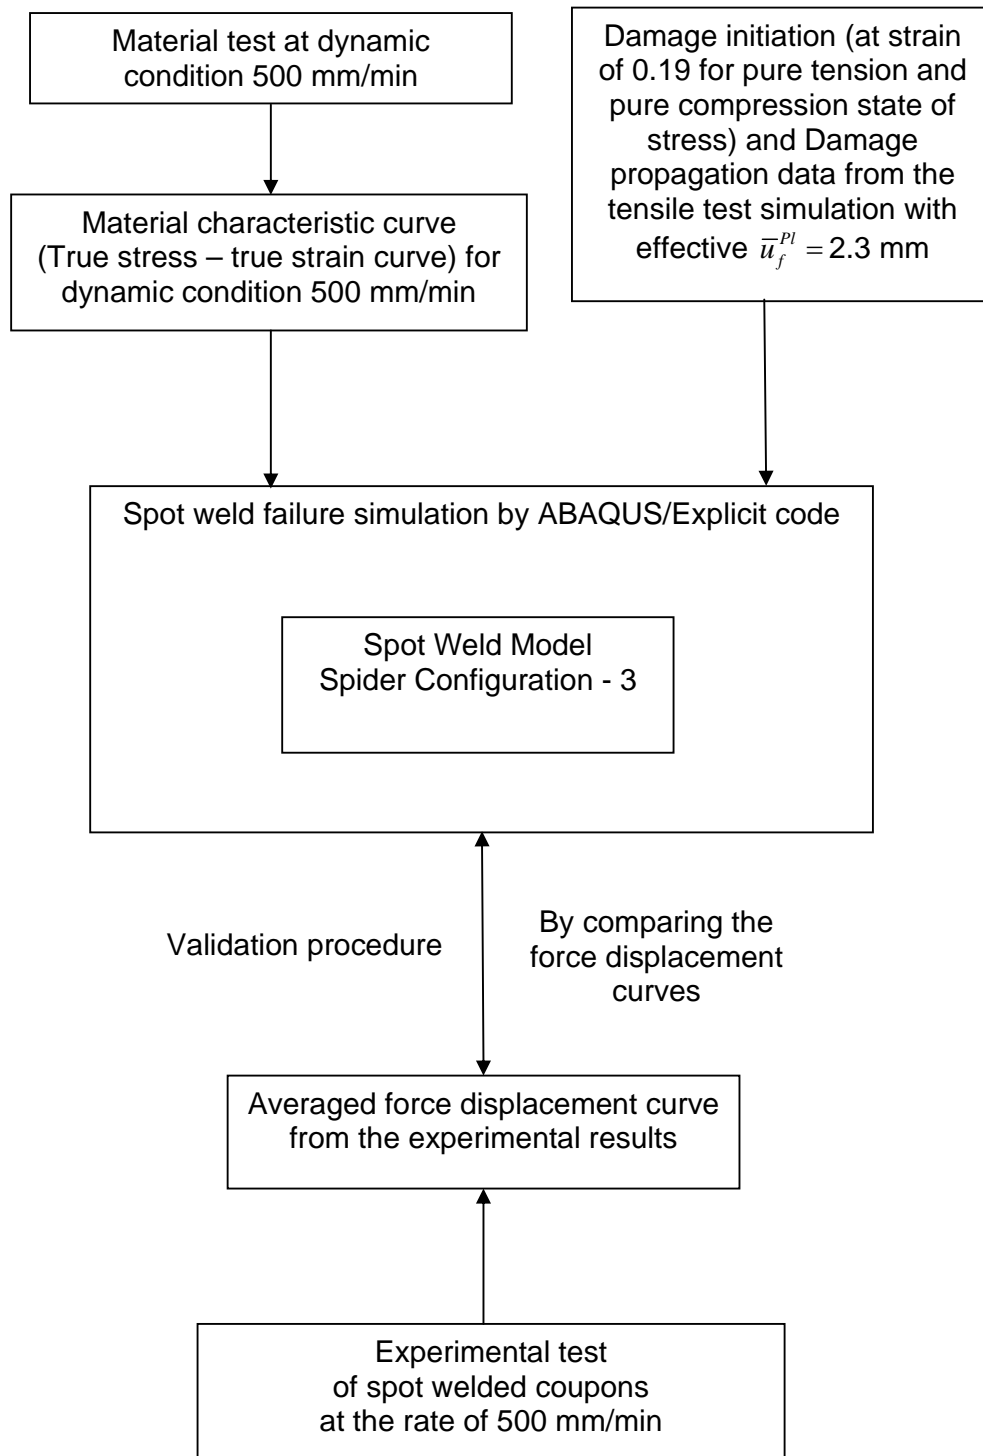 Material test at dynamic
condition 500 mm/min
Damage initiation (at strain
of 0.19 for pure tension and
pure compression state of
stress) and Damage
propagation data from the
tensile test simulation with
effective ū_f^{Pl} = 2.3 mm
Material characteristic curve
(True stress – true strain curve) for
dynamic condition 500 mm/min
Spot weld failure simulation by ABAQUS/Explicit code
Spot Weld Model
Spider Configuration - 3
Validation procedure
By comparing the
force displacement
curves
Averaged force displacement curve
from the experimental results
Experimental test
of spot welded coupons
at the rate of 500 mm/min